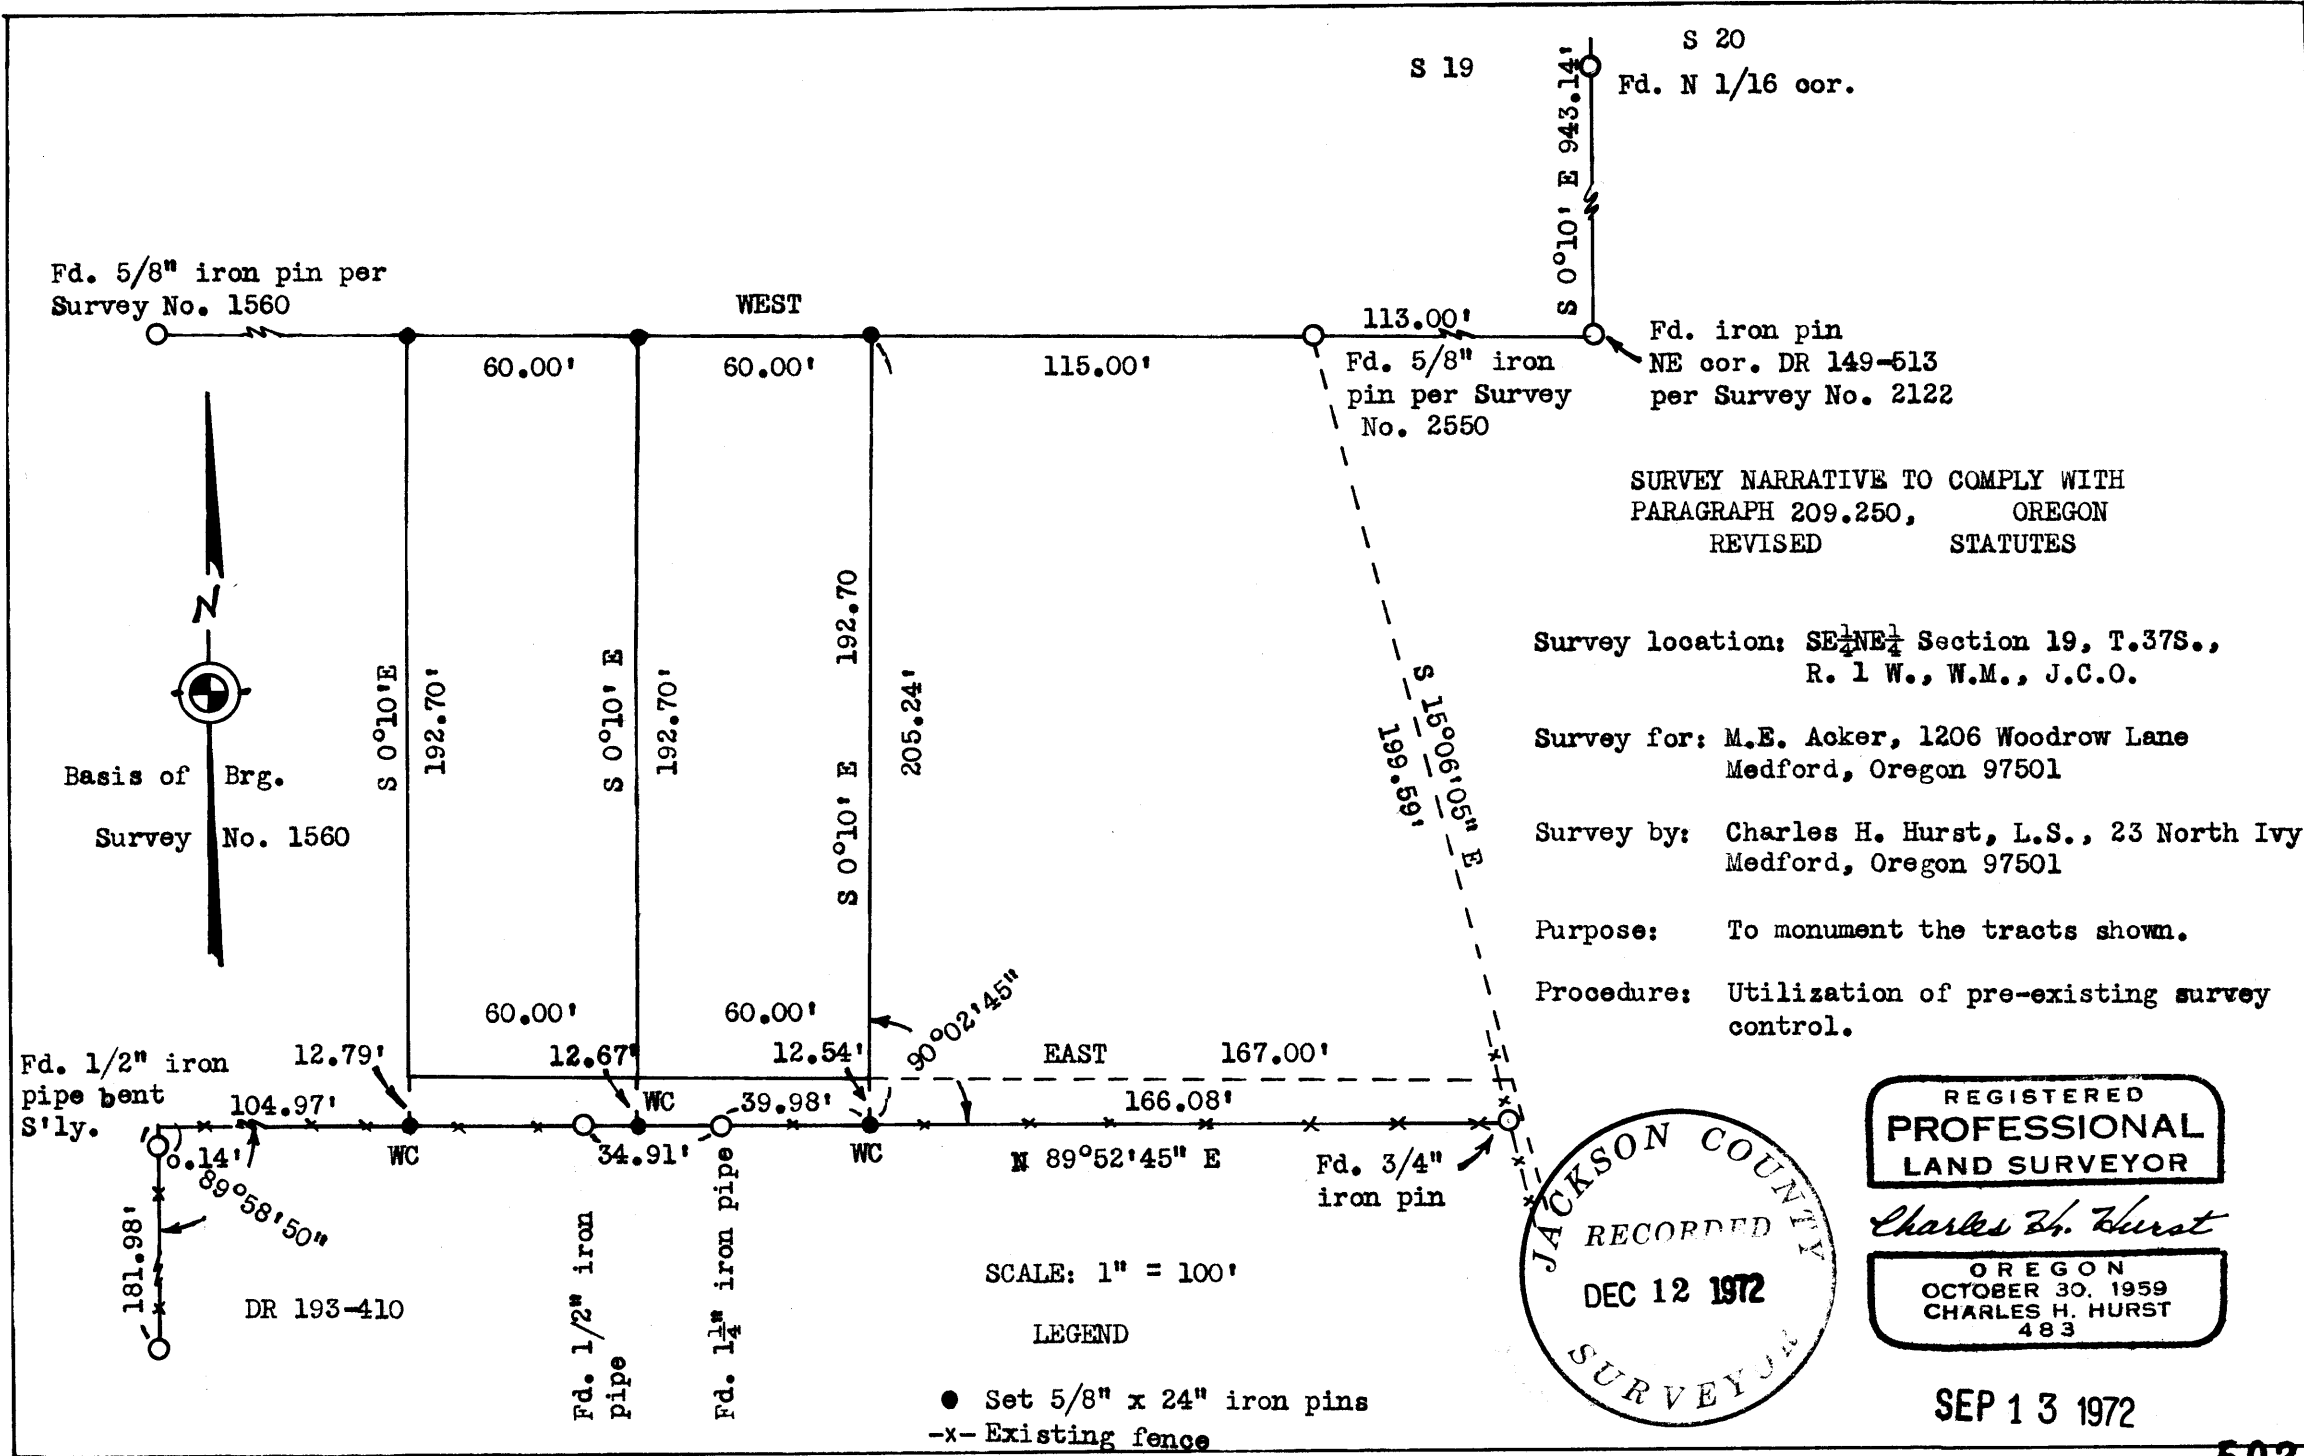 S 20
S 19
Fd. N 1/16 cor.
S 0°10' E 943.14'
Fd. 5/8" iron pin per
Survey No. 1560
WEST
113.00'
60.00'
60.00'
115.00'
Fd. 5/8" iron
pin per Survey
No. 2550
Fd. iron pin
NE cor. DR 149-513
per Survey No. 2122
SURVEY NARRATIVE TO COMPLY WITH
PARAGRAPH 209.250, OREGON
REVISED STATUTES
N
Basis of Brg.
Survey No. 1560
S 0°10'E
192.70'
S 0°10' E
192.70'
S 0°10' E 192.70
205.24'
S 15°06'05" E
199.59'
Survey location: SE¼NE¼ Section 19, T.37S.,
R. 1 W., W.M., J.C.O.
Survey for: M.E. Acker, 1206 Woodrow Lane
Medford, Oregon 97501
Survey by: Charles H. Hurst, L.S., 23 North Ivy
Medford, Oregon 97501
Purpose: To monument the tracts shown.
Procedure: Utilization of pre-existing survey
control.
60.00'
60.00'
90°02'45"
12.79'
12.67'
12.54'
EAST 167.00'
Fd. 1/2" iron
pipe bent
S'ly.
104.97'
WC
39.98'
166.08'
0.14'
WC
34.91'
WC
N 89°52'45" E
Fd. 3/4"
iron pin
89°58'50"
181.98'
DR 193-410
Fd. 1/2" iron
pipe
Fd. 1¼" iron pipe
SCALE: 1" = 100'
LEGEND
Set 5/8" x 24" iron pins
-x- Existing fence
JACKSON COUNTY
RECORDED
DEC 12 1972
SURVEYOR
REGISTERED
PROFESSIONAL
LAND SURVEYOR
Charles H. Hurst
OREGON
OCTOBER 30, 1959
CHARLES H. HURST
483
SEP 13 1972